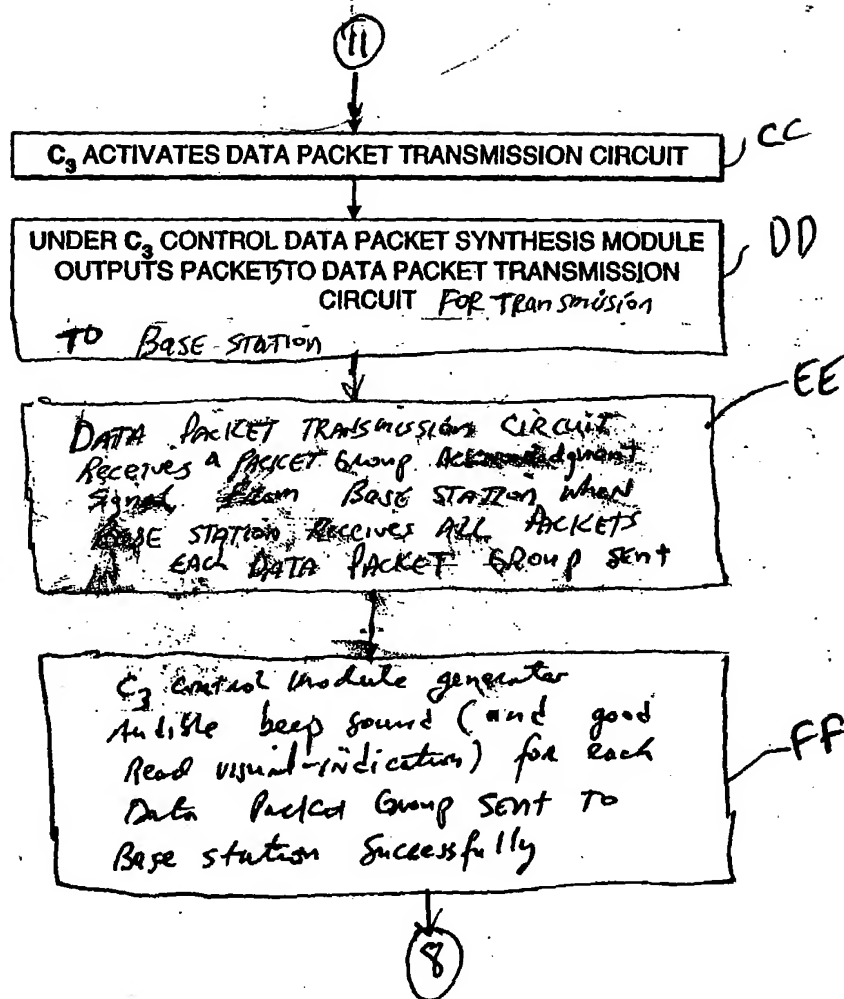 11
C₃ ACTIVATES DATA PACKET TRANSMISSION CIRCUIT
CC
UNDER C₃ CONTROL DATA PACKET SYNTHESIS MODULE
DD
OUTPUTS PACKETS TO DATA PACKET TRANSMISSION
CIRCUIT FOR Transmission
TO Base Station
EE
DATA PACKET TRANSMISSION CIRCUIT
Receives a PACKET Group Acknowledgment
Signal From BASE STATION when
BASE STATION RECEIVES ALL PACKETS
EACH DATA PACKET GROUP SENT
C₃ control module generates
Audible beep sound (and good
Read visual-indication) for each
FF
Data Packet Group SENT TO
Base station Successfully
8